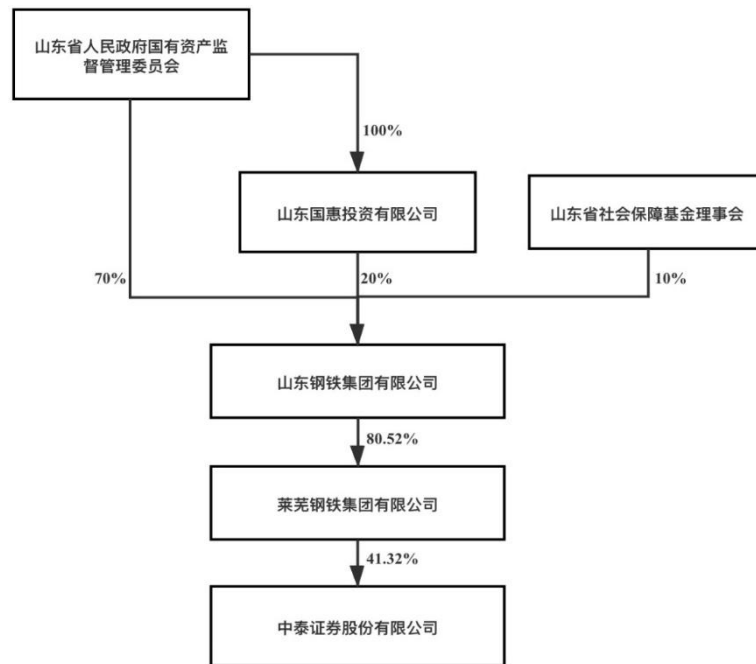 山东省人民政府国有资产监
督管理委员会
100%
山东国惠投资有限公司
山东省社会保障基金理事会
70%
20%
10%
山东钢铁集团有限公司
80.52%
莱芜钢铁集团有限公司
41.32%
中泰证券股份有限公司